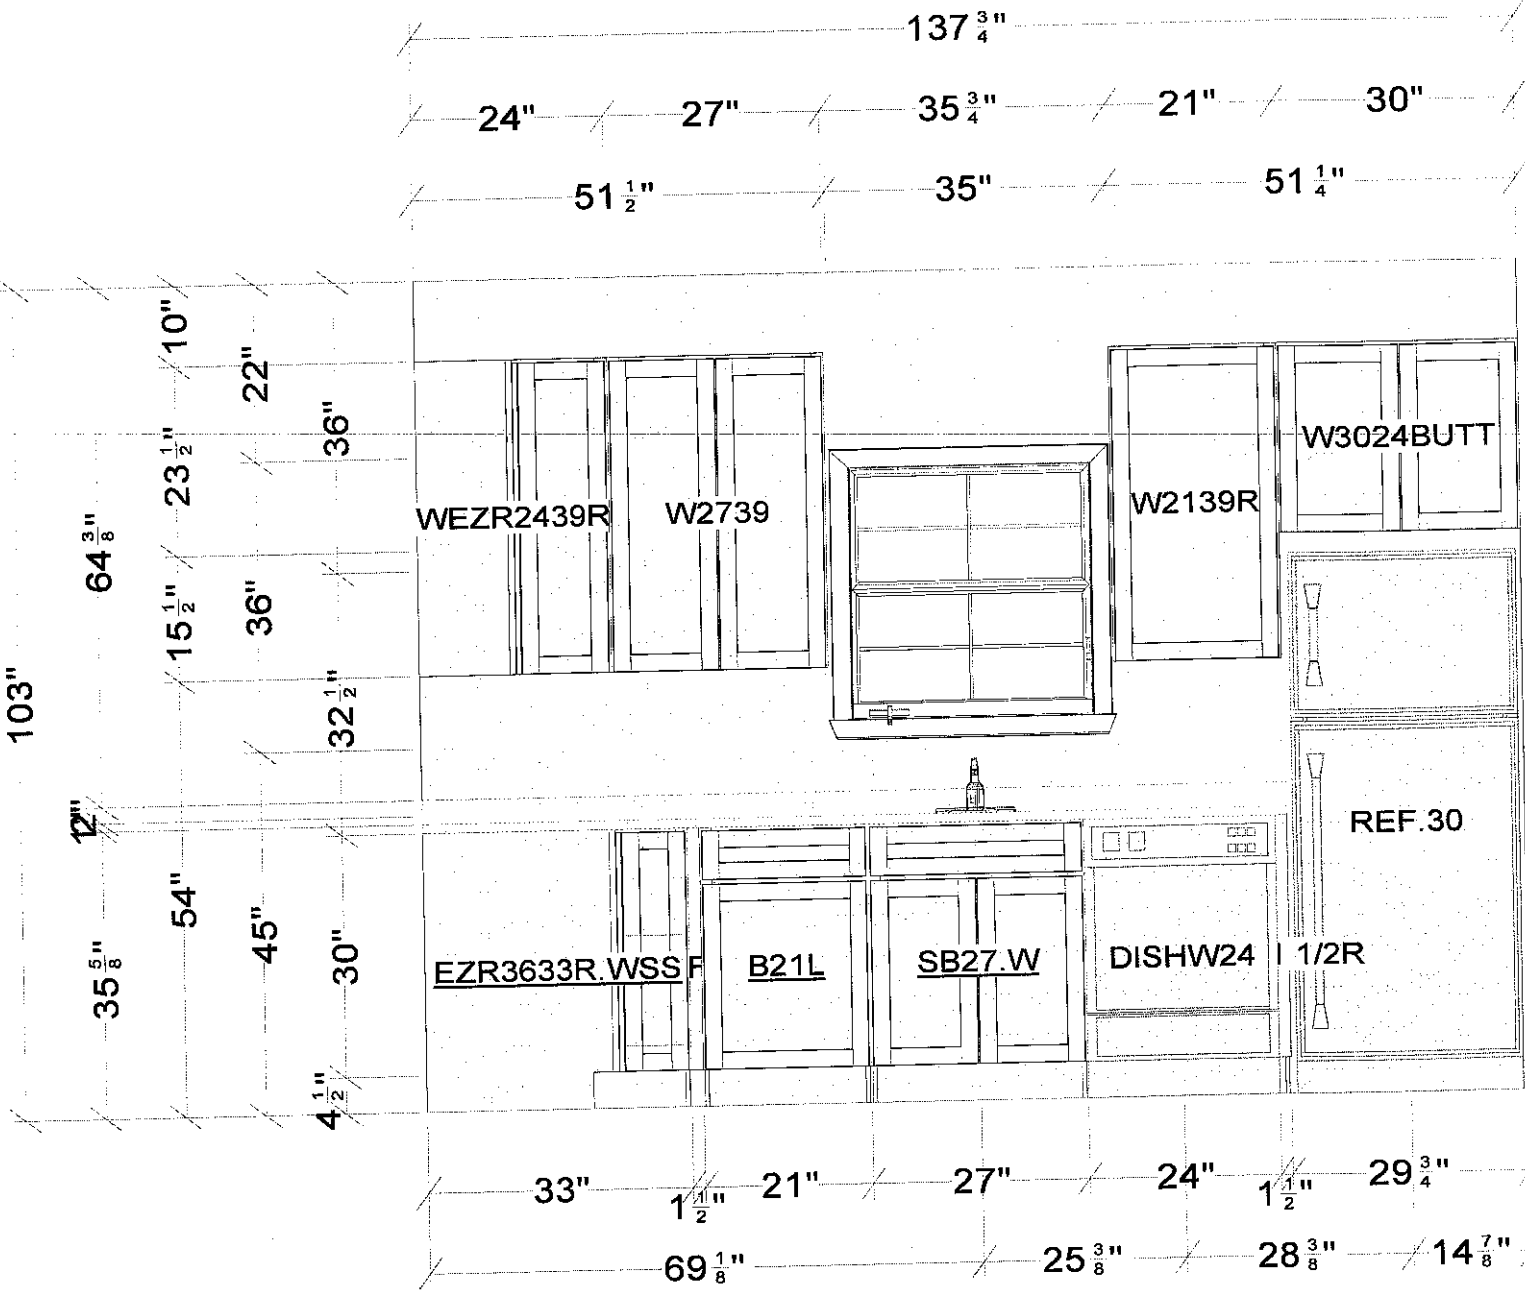 137 3/4"
24" 27" 35 3/4" 21" 30"
51 1/2" 35" 51 1/4"
10"
22"
36"
23 1/2"
64 3/8"
15 1/2"
36"
32 1/2"
103"
54"
45"
30"
35 5/8"
4 1/2"
W3024BUTT
WEZR2439R W2739 W2139R
REF.30
EZR3633R.WSS F B21L SB27.W DISHW24 1/2R
33" 1 1/2" 21" 27" 24" 1 1/2" 29 3/4"
69 1/8" 25 3/8" 28 3/8" 14 7/8"